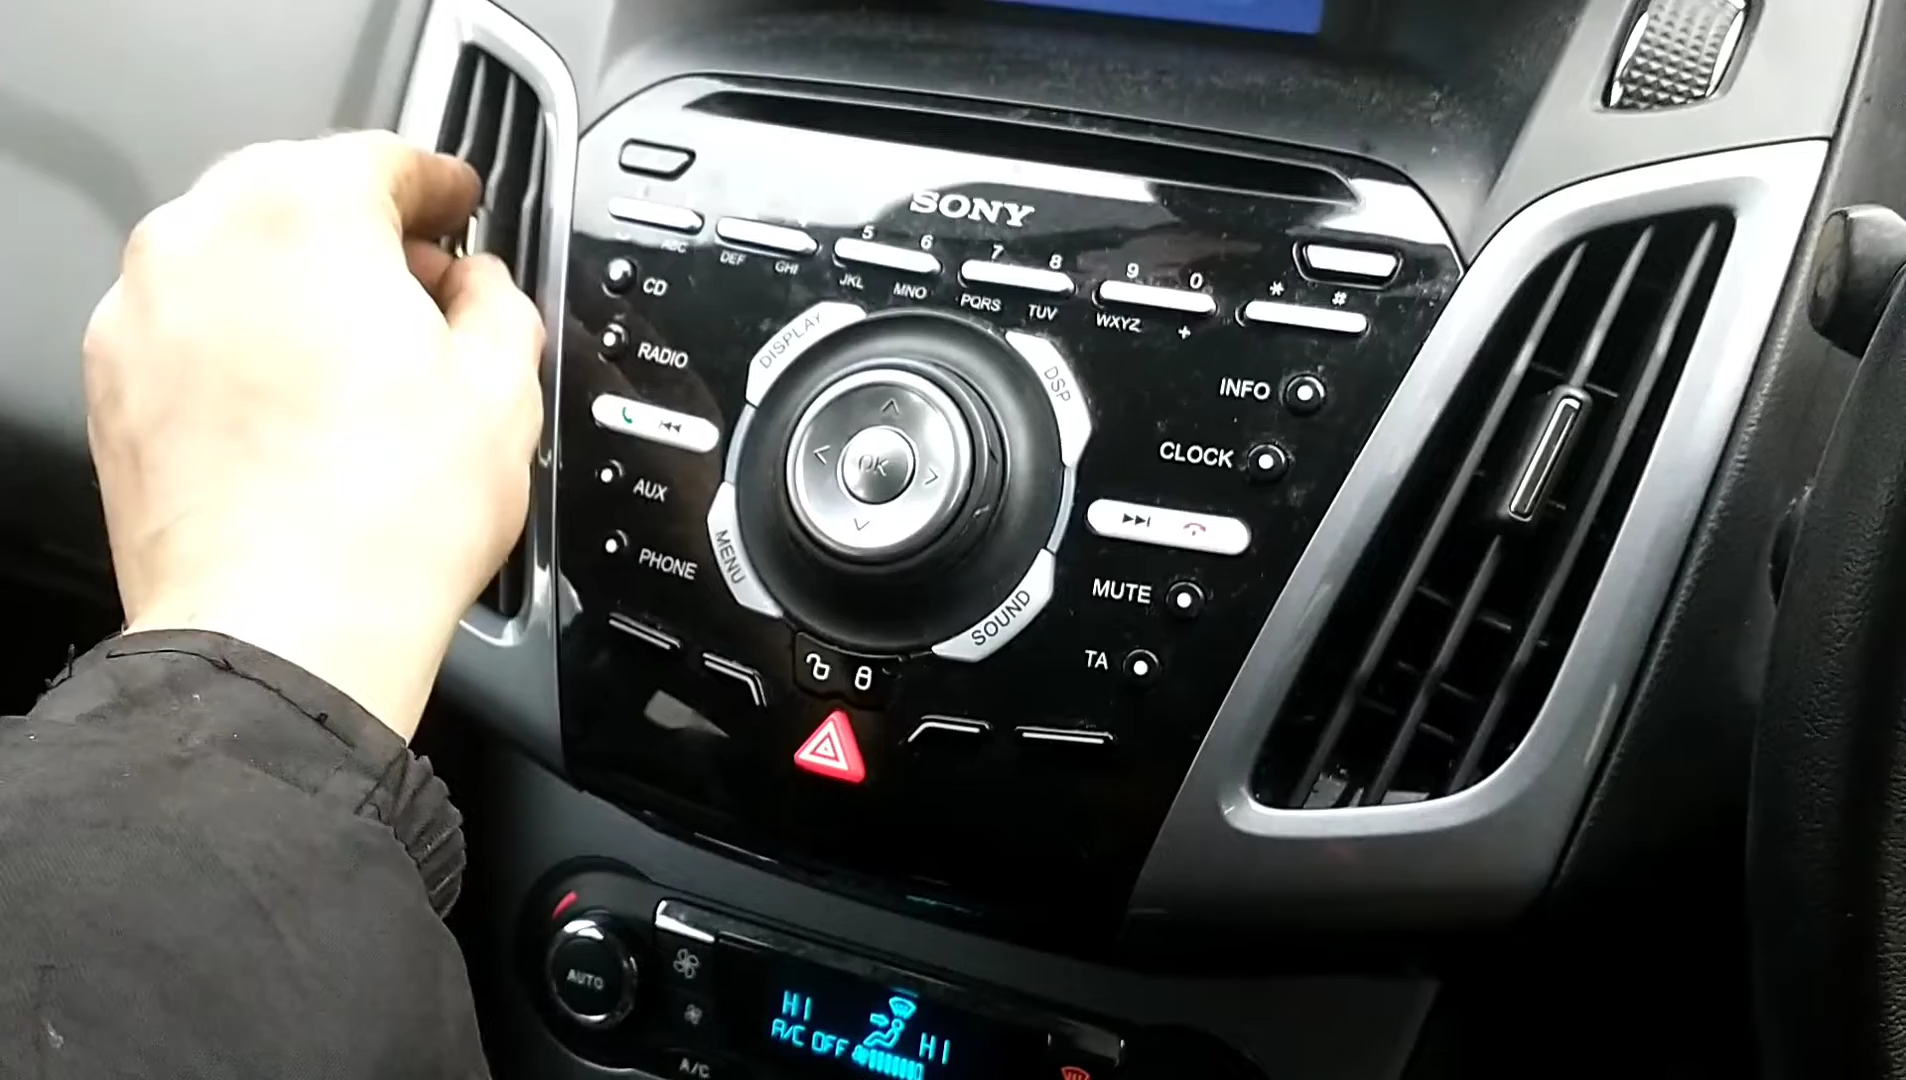 SONY
5 6
7 8
9 0
* #
ABC
DEF GHI
JKL MNO
PQRS TUV
WXYZ +
CD
RADIO
AUX
PHONE
DISPLAY
DSP
OK
MENU
SOUND
INFO
CLOCK
MUTE
TA
AUTO
HI
A/C OFF
HI
A/C